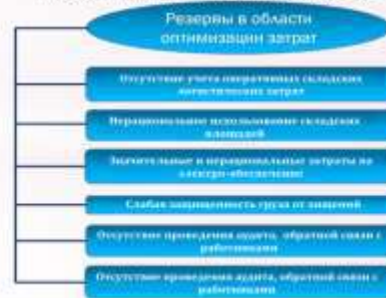 Резервы в области
оптимизации затрат
Отсутствие учета оперативных складских
логистических затрат
Нерациональное использование складских
площадей
Значительные и нерациональные затраты на
электро-обеспечение
Слабая защищенность груза от хищений
Отсутствие проведения аудита, обратной связи с
работниками
Отсутствие проведения аудита, обратной связи с
работниками